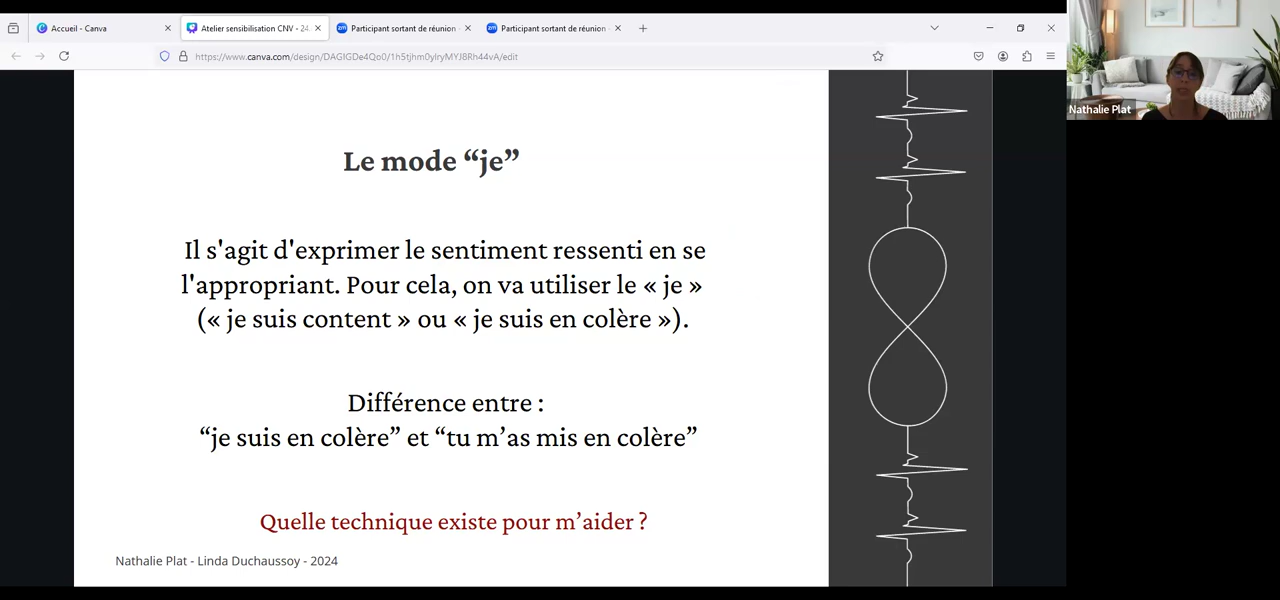 Accueil - Canva
Atelier sensibilisation CNV - 24
Participant sortant de réunion
Participant sortant de réunion
https://www.canva.com/design/DAGIGDe4Qo0/1h5tjhm0ylryMYJ8Rh44vA/edit
Nathalie Plat
Le mode “je”
Il s'agit d'exprimer le sentiment ressenti en se
l'appropriant. Pour cela, on va utiliser le « je »
(« je suis content » ou « je suis en colère »).
Différence entre :
“je suis en colère” et “tu m’as mis en colère”
Quelle technique existe pour m’aider ?
Nathalie Plat - Linda Duchaussoy - 2024